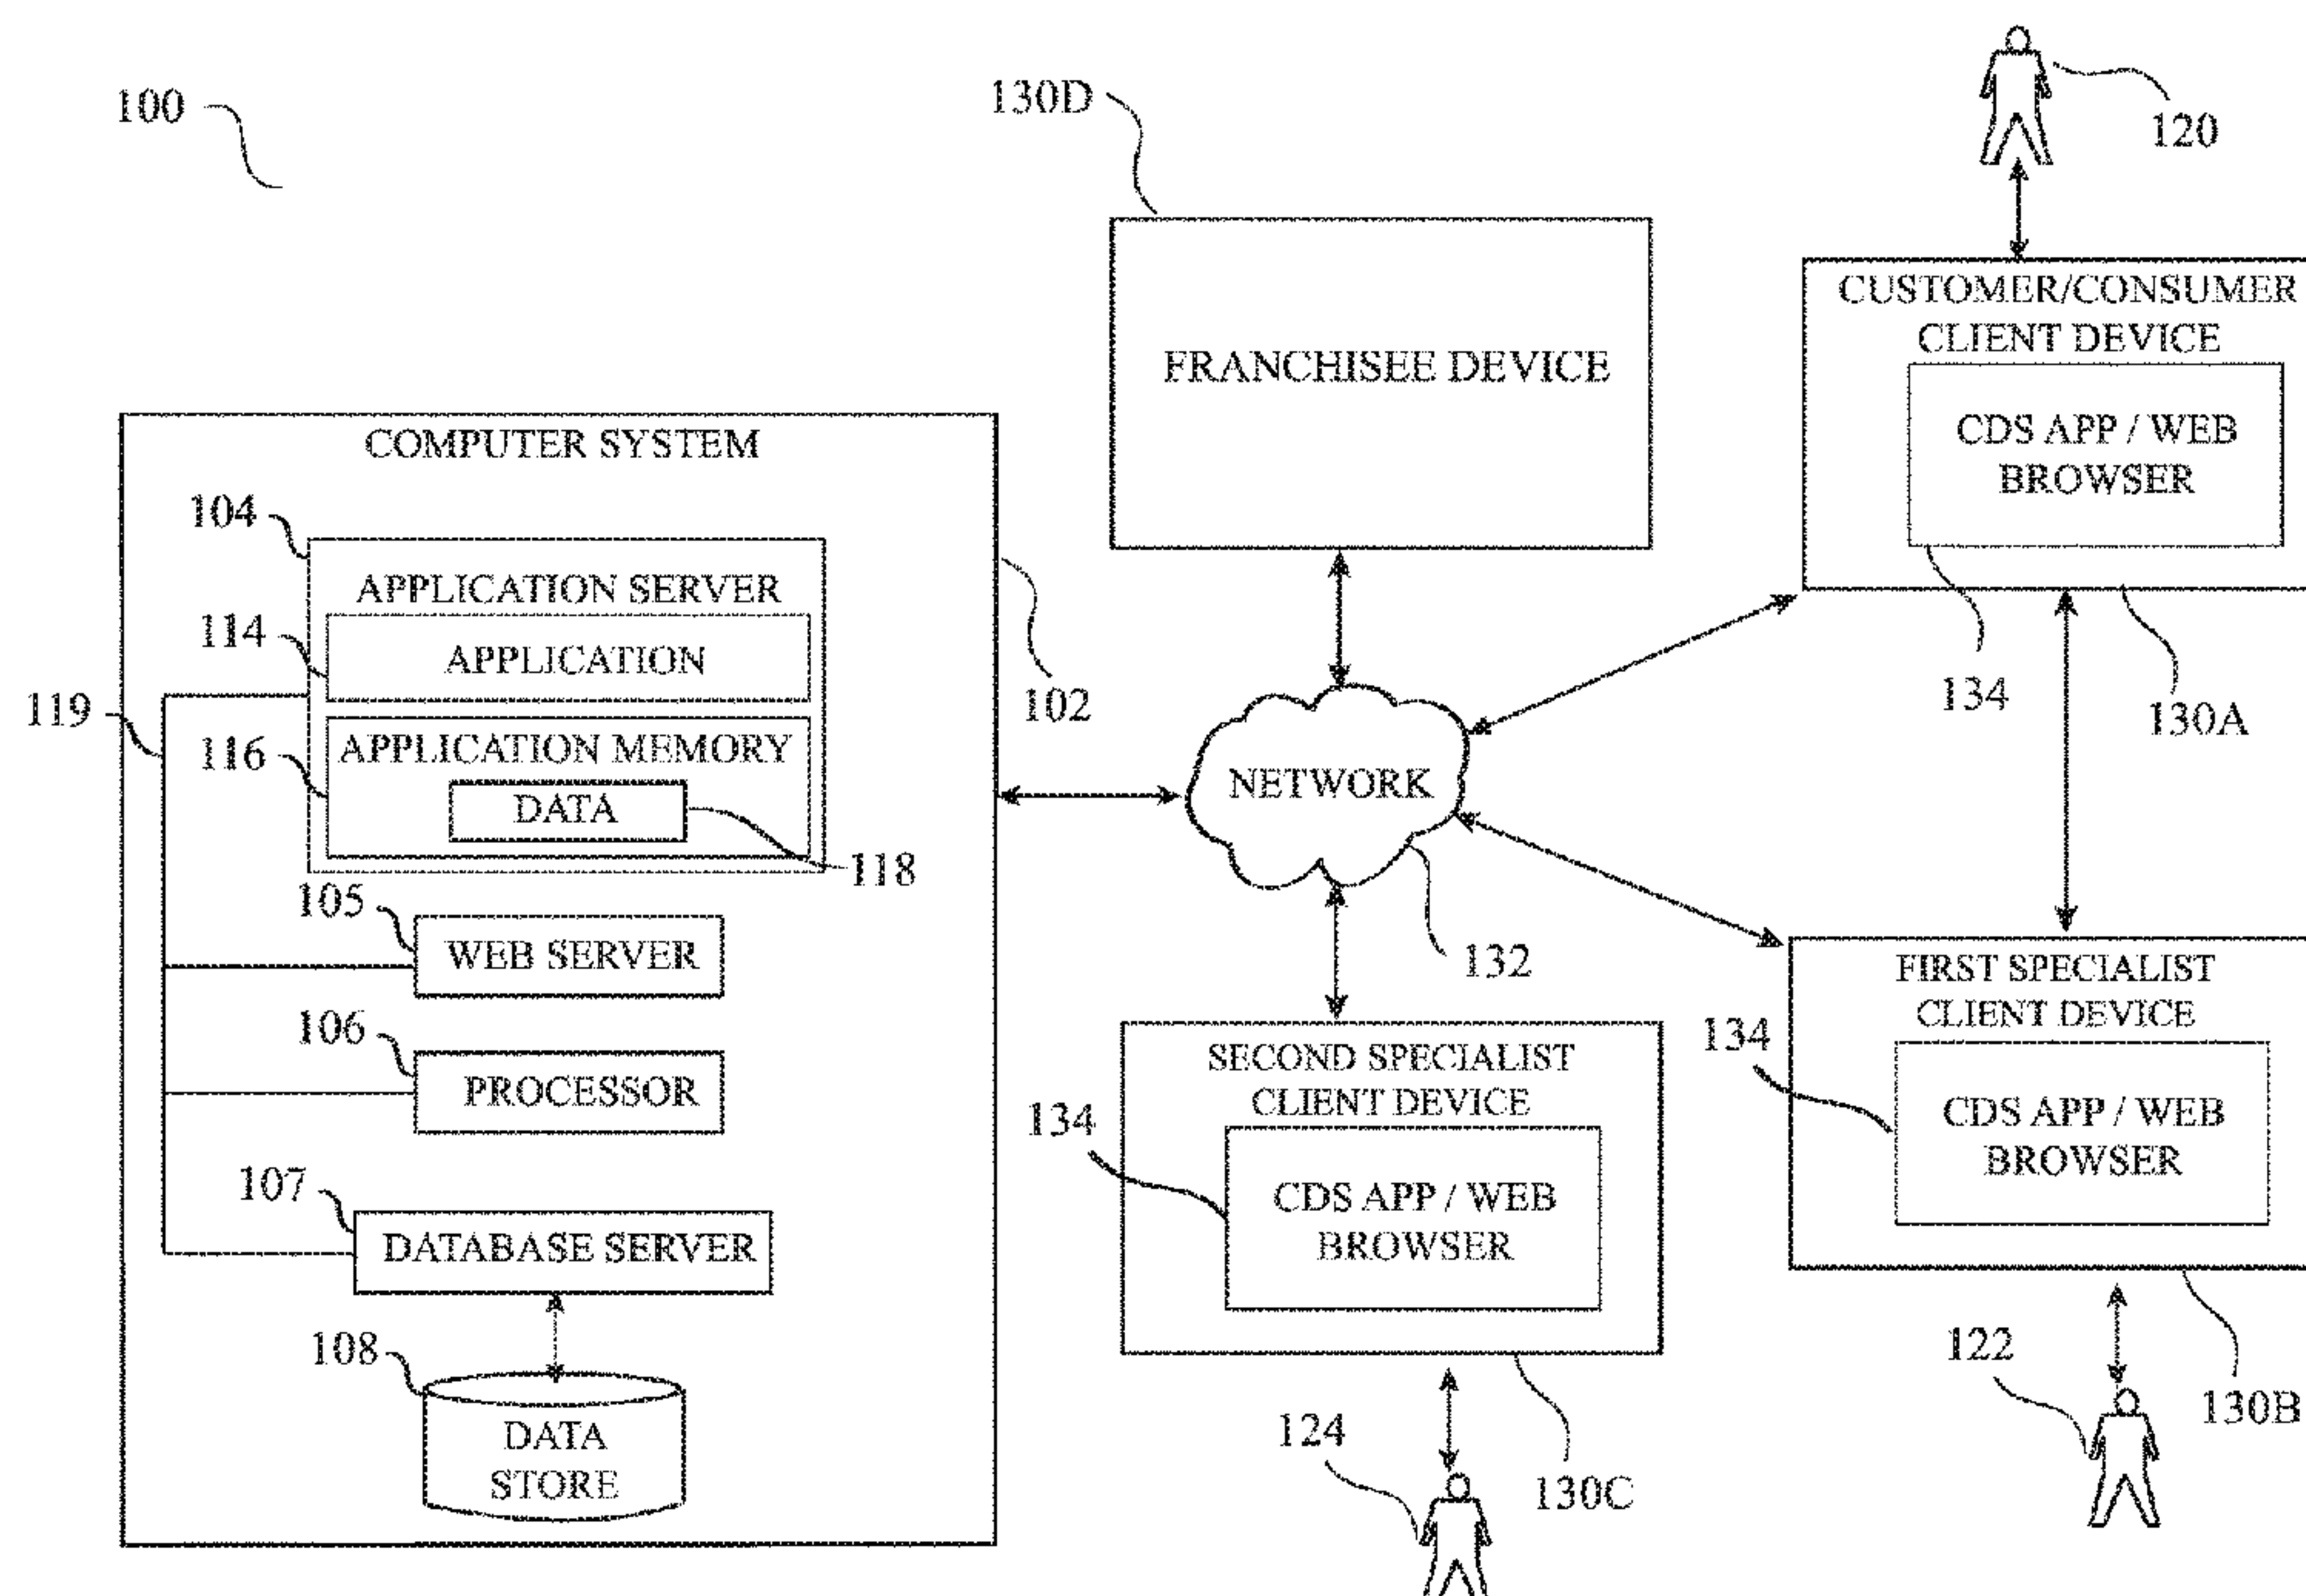 100
130D
120
FRANCHISEE DEVICE
CUSTOMER/CONSUMER
CLIENT DEVICE
CDS APP / WEB
BROWSER
134
130A
COMPUTER SYSTEM
104
APPLICATION SERVER
114
APPLICATION
102
119
116
APPLICATION MEMORY
DATA
118
NETWORK
132
105
WEB SERVER
106
PROCESSOR
107
DATABASE SERVER
108
DATA
STORE
SECOND SPECIALIST
CLIENT DEVICE
134
CDS APP / WEB
BROWSER
124
130C
FIRST SPECIALIST
CLIENT DEVICE
134
CDS APP / WEB
BROWSER
122
130B